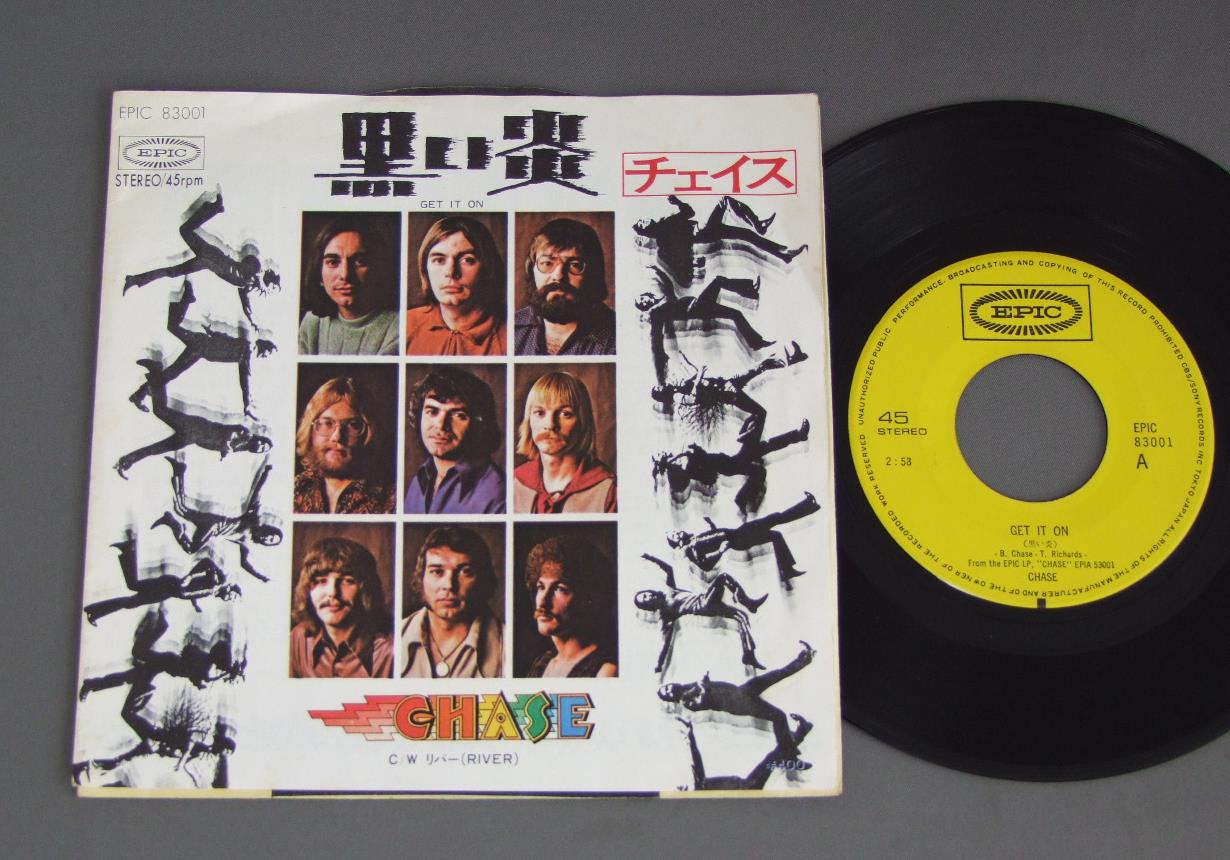 EPIC 83001
EPIC
STEREO/45rpm
黒い炎
GET IT ON
チェイス
CHASE
C/W リバー(RIVER)
¥400
UNAUTHORIZED PUBLIC PERFORMANCE. BROADCASTING AND COPYING OF THIS RECORD PROHIBITED CBS/SONY RECORDS INC. TOKYO JAPAN ALL RIGHTS OF THE MANUFACTURER AND OF THE OWNER OF THE RECORDED WORK RESERVED
EPIC
45
STEREO
2:58
EPIC
83001
A
GET IT ON
(黒い炎)
- B. Chase - T. Richards -
From the EPIC LP, "CHASE" EPIA 53001
CHASE